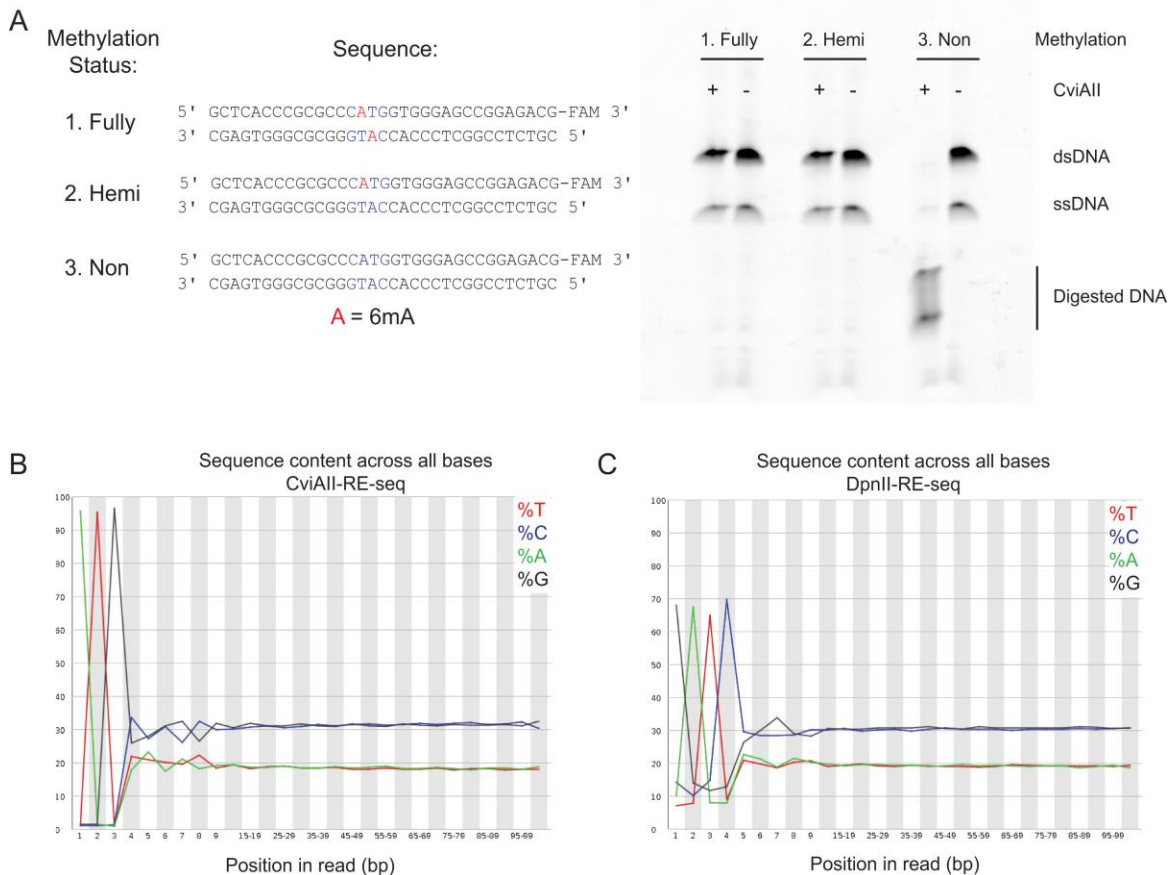 A
Methylation
Status:
Sequence:
1. Fully
5' GCTCACCCGCGCCCATGGTGGGAGCCGGAGACG-FAM 3'
3' CGAGTGGGCGCGGGTACCACCCTCGGCCTCTGC 5'
2. Hemi
5' GCTCACCCGCGCCCATGGTGGGAGCCGGAGACG-FAM 3'
3' CGAGTGGGCGCGGGTACCACCCTCGGCCTCTGC 5'
3. Non
5' GCTCACCCGCGCCCATGGTGGGAGCCGGAGACG-FAM 3'
3' CGAGTGGGCGCGGGTACCACCCTCGGCCTCTGC 5'
A = 6mA
1. Fully 2. Hemi 3. Non Methylation
+ - + - + - CviAII
dsDNA
ssDNA
Digested DNA
B
Sequence content across all bases
CviAII-RE-seq
%T
%C
%A
%G
100
90
80
70
60
50
40
30
20
10
0
1 2 3 4 5 6 7 8 9 15-19 25-29 35-39 45-49 55-59 65-69 75-79 85-89 95-99
Position in read (bp)
C
Sequence content across all bases
DpnII-RE-seq
%T
%C
%A
%G
100
90
80
70
60
50
40
30
20
10
0
1 2 3 4 5 6 7 8 9 15-19 25-29 35-39 45-49 55-59 65-69 75-79 85-89 95-99
Position in read (bp)